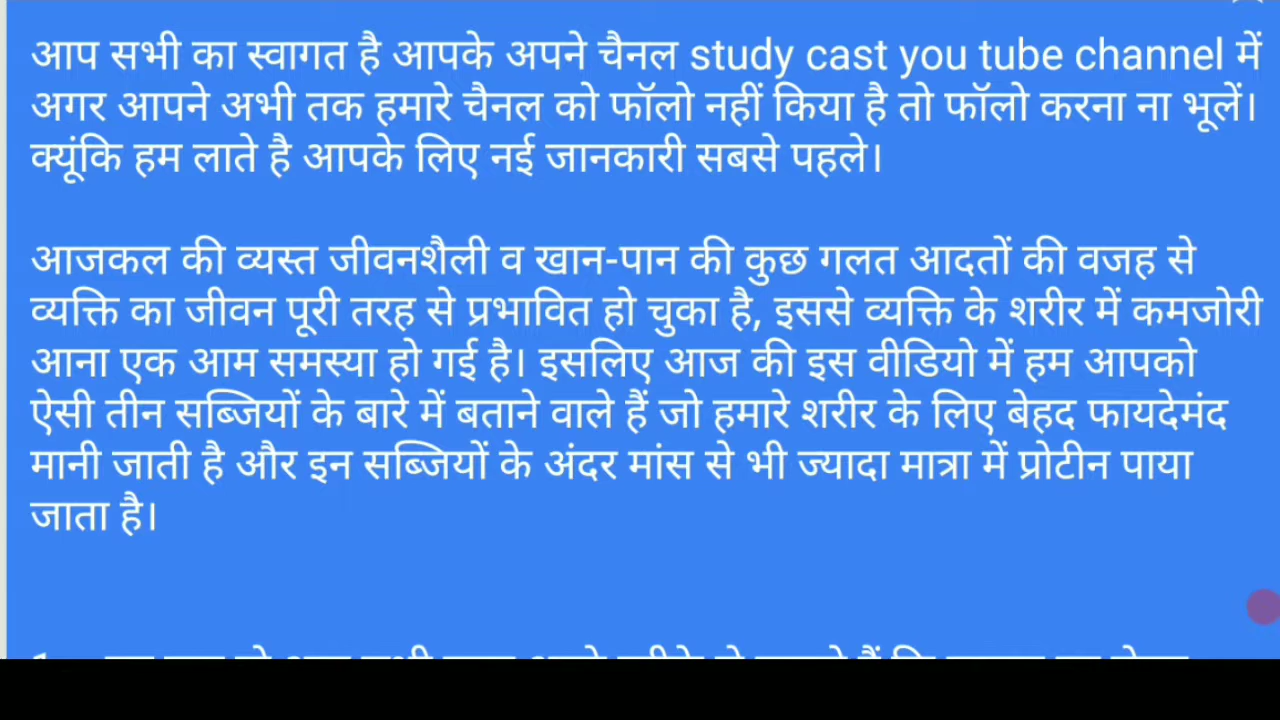 आप सभी का स्वागत है आपके अपने चैनल study cast you tube channel में
अगर आपने अभी तक हमारे चैनल को फॉलो नहीं किया है तो फॉलो करना ना भूलें।
क्यूंकि हम लाते है आपके लिए नई जानकारी सबसे पहले।
आजकल की व्यस्त जीवनशैली व खान-पान की कुछ गलत आदतों की वजह से
व्यक्ति का जीवन पूरी तरह से प्रभावित हो चुका है, इससे व्यक्ति के शरीर में कमजोरी
आना एक आम समस्या हो गई है। इसलिए आज की इस वीडियो में हम आपको
ऐसी तीन सब्जियों के बारे में बताने वाले हैं जो हमारे शरीर के लिए बेहद फायदेमंद
मानी जाती है और इन सब्जियों के अंदर मांस से भी ज्यादा मात्रा में प्रोटीन पाया
जाता है।